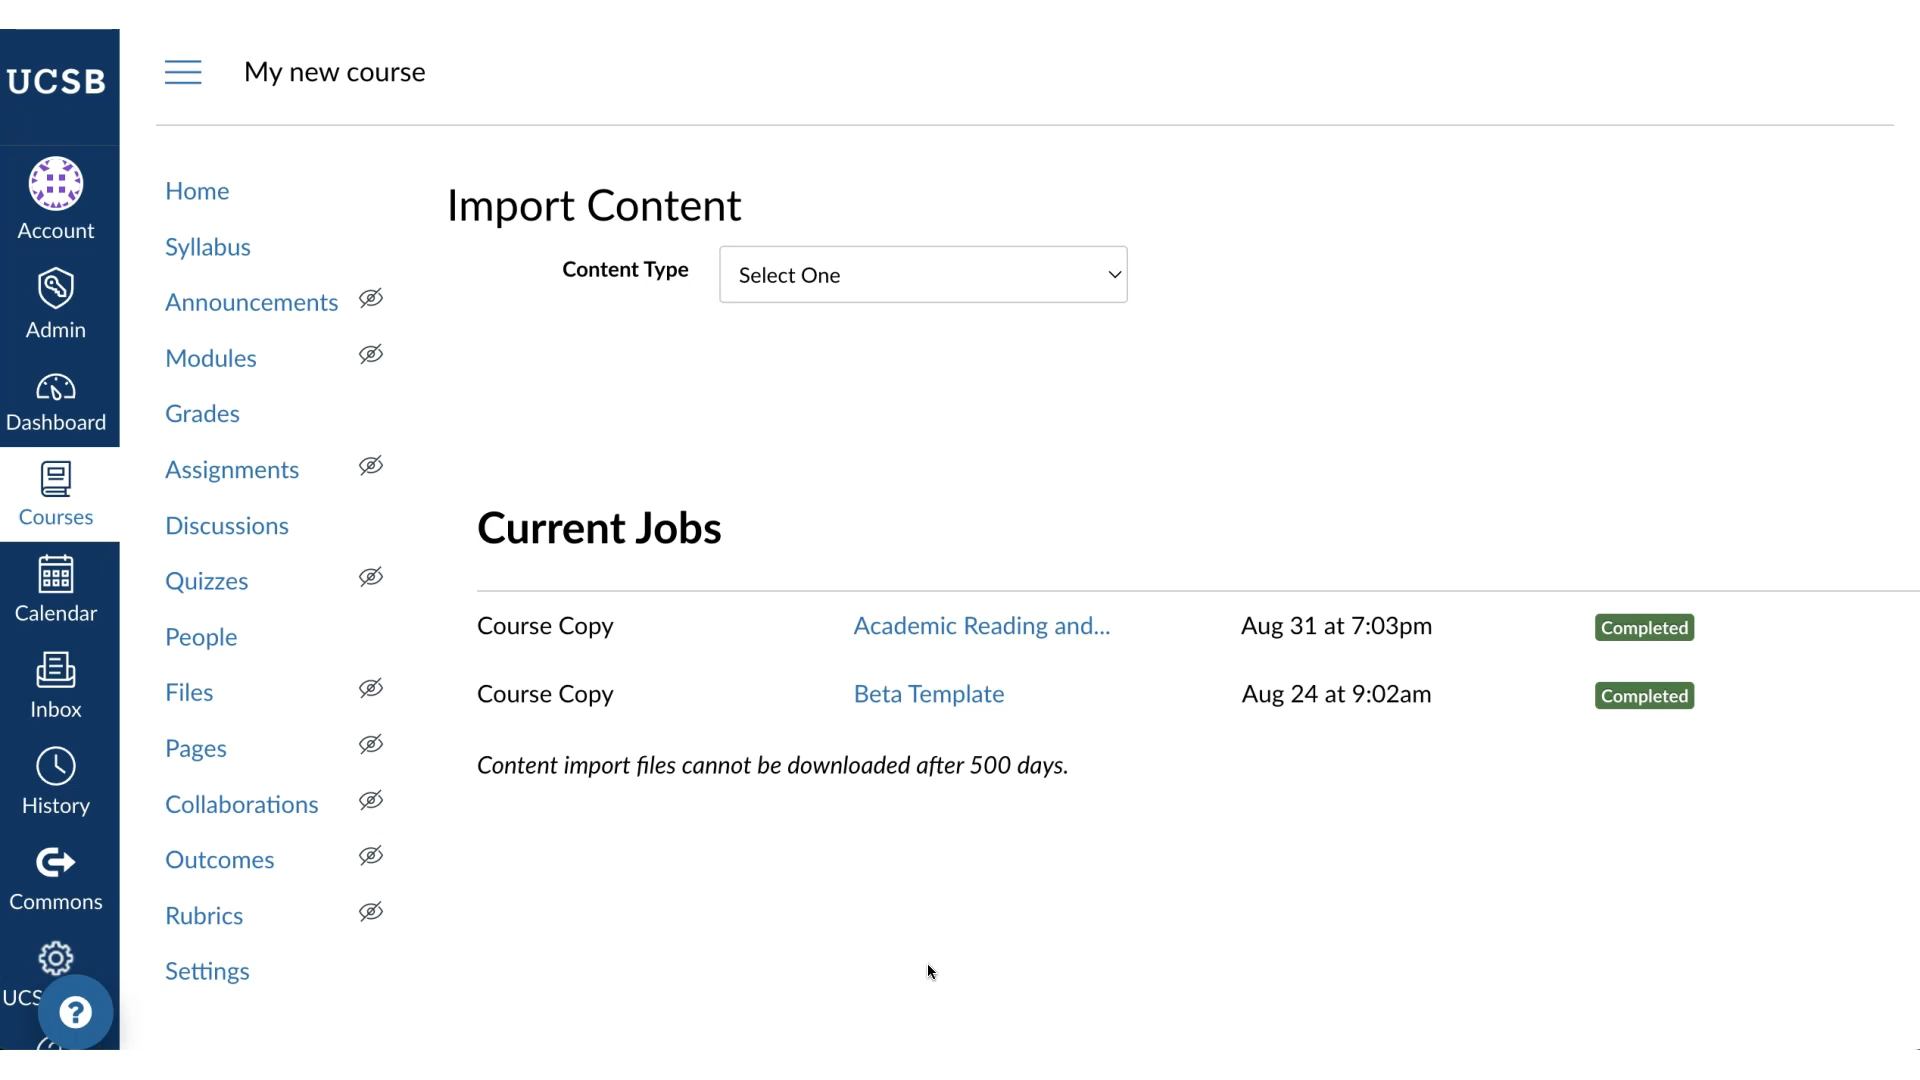 UCSB
My new course
Account
Admin
Dashboard
Courses
Calendar
Inbox
History
Commons
UCS
?
Home
Syllabus
Announcements
Modules
Grades
Assignments
Discussions
Quizzes
People
Files
Pages
Collaborations
Outcomes
Rubrics
Settings
Import Content
Content Type Select One
Current Jobs
Course Copy Academic Reading and... Aug 31 at 7:03pm Completed
Course Copy Beta Template Aug 24 at 9:02am Completed
Content import files cannot be downloaded after 500 days.